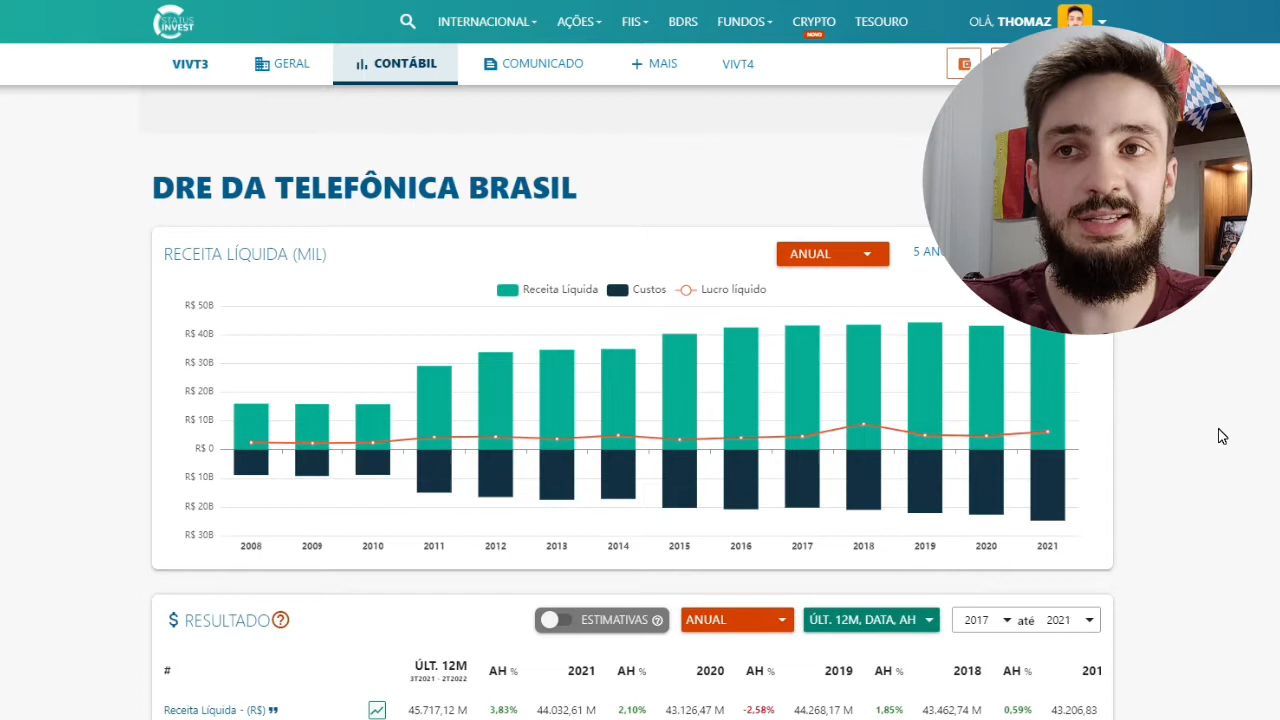 STATUS
INVEST
INTERNACIONAL
AÇÕES
FIIS
BDRS
FUNDOS
CRYPTO
NOVO
TESOURO
OLÁ, THOMAZ
VIVT3
GERAL
CONTÁBIL
COMUNICADO
MAIS
VIVT4
DRE DA TELEFÔNICA BRASIL
RECEITA LÍQUIDA (MIL)
ANUAL
Receita Líquida
Custos
Lucro líquido
R$ 50B
R$ 40B
R$ 30B
R$ 20B
R$ 10B
R$ 0
R$ 10B
R$ 20B
R$ 30B
2008 2009 2010 2011 2012 2013 2014 2015 2016 2017 2018 2019 2020 2021
$ RESULTADO
ESTIMATIVAS
ANUAL
ÚLT. 12M, DATA, AH
2017 até 2021
# ÚLT. 12M AH % 2021 AH % 2020 AH % 2019 AH % 2018 AH % 201
3T2021 - 2T2022
Receita Líquida - (R$) 45.717,12 M 3,83% 44.032,61 M 2,10% 43.126,47 M -2,58% 44.268,17 M 1,85% 43.462,74 M 0,59% 43.206,83